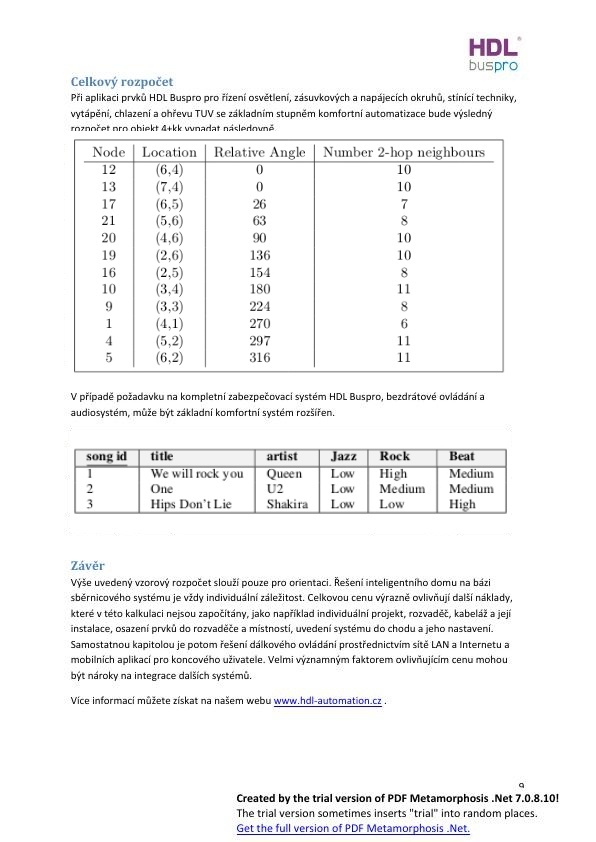 HDL®
buspro
Celkový rozpočet
Při aplikaci prvků HDL Buspro pro řízení osvětlení, zásuvkových a napájecích okruhů, stínící techniky,
vytápění, chlazení a ohřevu TUV se základním stupněm komfortní automatizace bude výsledný
rozpočet pro objekt 4+kk vypadat následovně.
Node Location Relative Angle Number 2-hop neighbours
12 (6,4) 0 10
13 (7,4) 0 10
17 (6,5) 26 7
21 (5,6) 63 8
20 (4,6) 90 10
19 (2,6) 136 10
16 (2,5) 154 8
10 (3,4) 180 11
9 (3,3) 224 8
1 (4,1) 270 6
4 (5,2) 297 11
5 (6,2) 316 11
V případě požadavku na kompletní zabezpečovací systém HDL Buspro, bezdrátové ovládání a
audiosystém, může být základní komfortní systém rozšířen.
song id title artist Jazz Rock Beat
1 We will rock you Queen Low High Medium
2 One U2 Low Medium Medium
3 Hips Don't Lie Shakira Low Low High
Závěr
Výše uvedený vzorový rozpočet slouží pouze pro orientaci. Řešení inteligentního domu na bázi
sběrnicového systému je vždy individuální záležitost. Celkovou cenu výrazně ovlivňují další náklady,
které v této kalkulaci nejsou započítány, jako například individuální projekt, rozvaděč, kabeláž a její
instalace, osazení prvků do rozvaděče a místností, uvedení systému do chodu a jeho nastavení.
Samostatnou kapitolou je potom řešení dálkového ovládání prostřednictvím sítě LAN a Internetu a
mobilních aplikací pro koncového uživatele. Velmi významným faktorem ovlivňujícím cenu mohou
být nároky na integrace dalších systémů.
Více informací můžete získat na našem webu www.hdl-automation.cz .
9
Created by the trial version of PDF Metamorphosis .Net 7.0.8.10!
The trial version sometimes inserts "trial" into random places.
Get the full version of PDF Metamorphosis .Net.